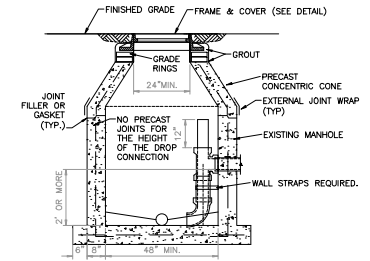 FINISHED GRADE
FRAME & COVER (SEE DETAIL)
GRADE
RINGS
GROUT
24"MIN.
PRECAST
CONCENTRIC CONE
JOINT
FILLER OR
GASKET
(TYP.)
EXTERNAL JOINT WRAP
(TYP)
NO PRECAST
JOINTS FOR
THE HEIGHT
OF THE DROP
CONNECTION
12"
EXISTING MANHOLE
WALL STRAPS REQUIRED.
2' OR MORE
6"
8"
48" MIN.